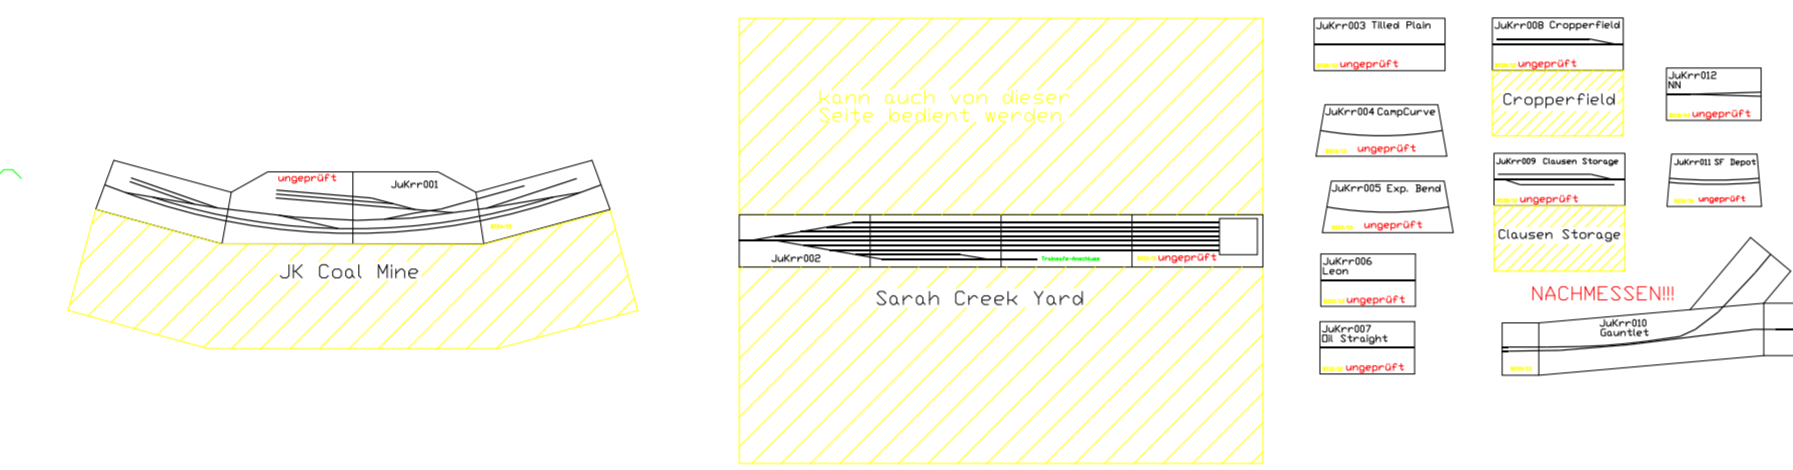 ungeprüft
JuKrr001
JK Coal Mine
kann auch von dieser
Seite bedient werden
JuKrr002
Trainsafe-Anschluss
ungeprüft
Sarah Creek Yard
JuKrr003 Tilled Plain
ungeprüft
JuKrr004 CampCurve
ungeprüft
JuKrr005 Exp. Bend
ungeprüft
JuKrr006
Leon
ungeprüft
JuKrr007
Oil Straight
ungeprüft
JuKrr008 Cropperfield
ungeprüft
Cropperfield
JuKrr009 Clausen Storage
ungeprüft
Clausen Storage
JuKrr012
NN
ungeprüft
JuKrr011 SF Depot
ungeprüft
NACHMESSEN!!!
JuKrr010
Gauntlet